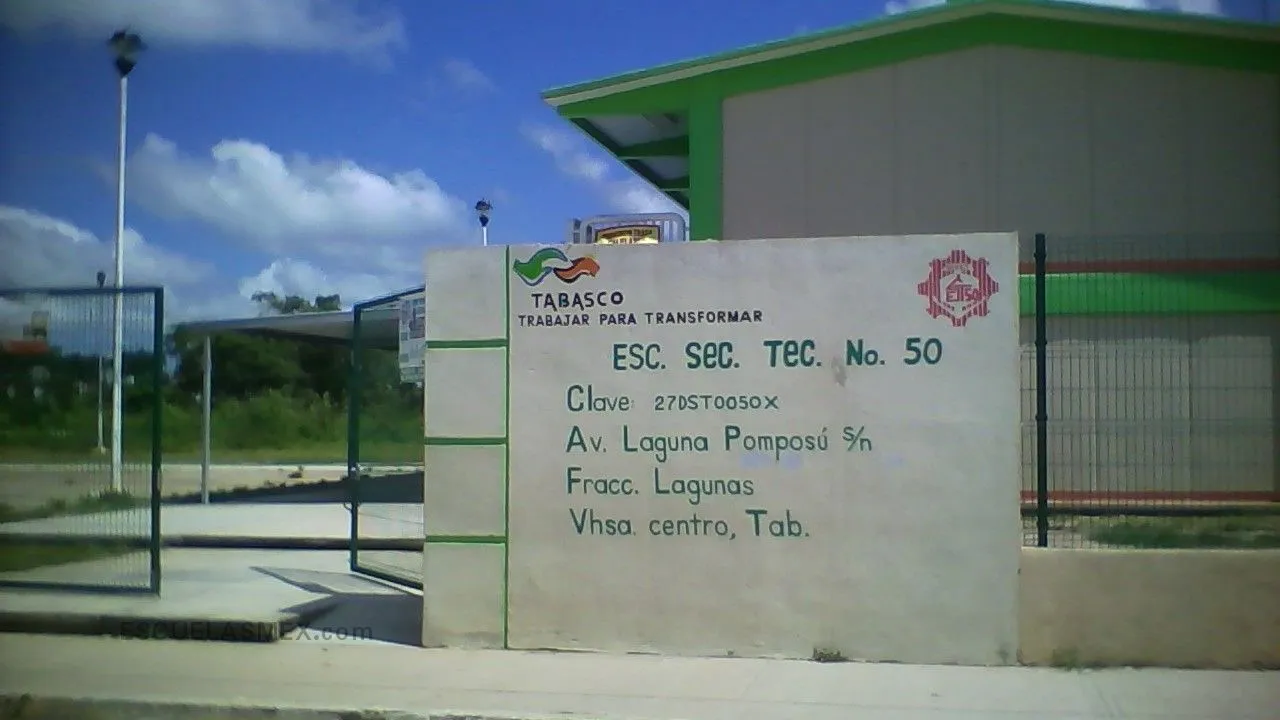 TABASCO
TRABAJAR PARA TRANSFORMAR
ESC. SEC. TEC. No. 50
Clave: 27DST0050X
Av. Laguna Pomposú s/n
Fracc. Lagunas
Vhsa. centro, Tab.
ESCUELASMEX.com